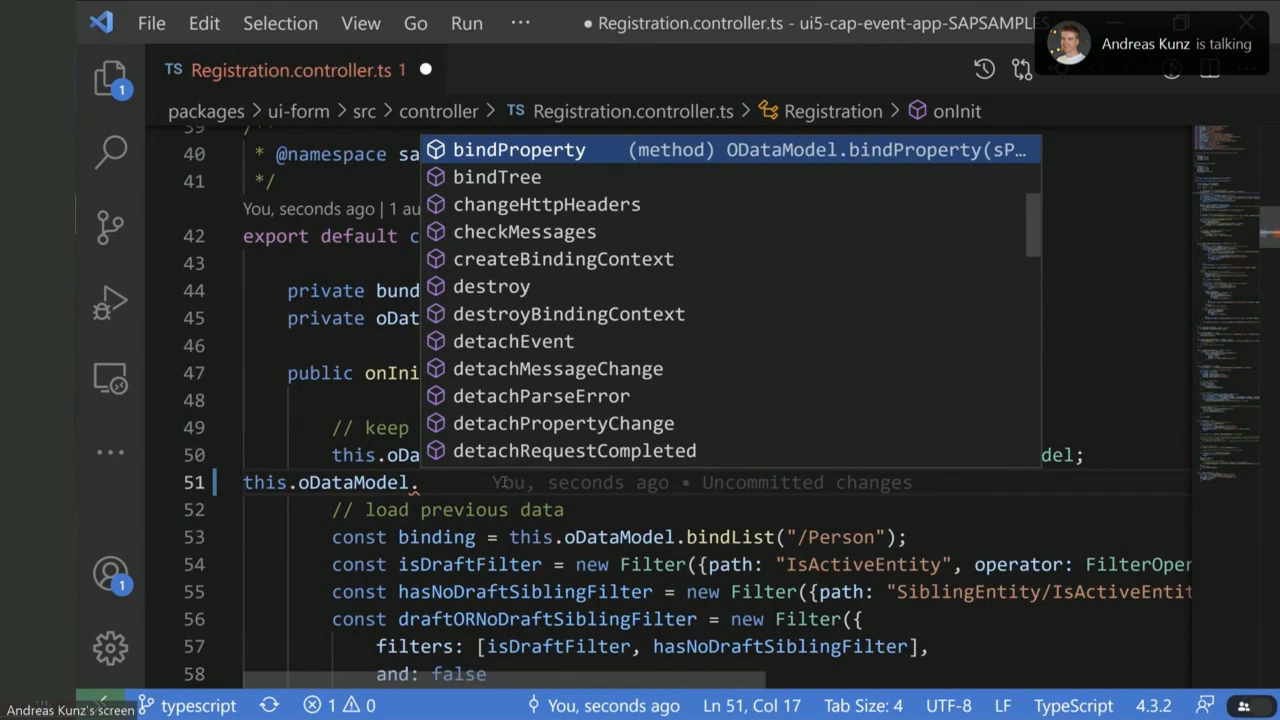 File Edit Selection View Go Run ··· ● Registration.controller.ts - ui5-cap-event-app-SAPSAMPLES
Andreas Kunz is talking
TS Registration.controller.ts 1 ●
packages > ui-form > src > controller > TS Registration.controller.ts > Registration > onInit
1
40 * @namespace sa
41 */
You, seconds ago | 1 au
42 export default c
43
44 private bund
45 private oDat
46
47 public onIni
48
49 // keep
50 this.oDa del;
51 this.oDataModel. You, seconds ago • Uncommitted changes
52 // load previous data
53 const binding = this.oDataModel.bindList("/Person");
54 const isDraftFilter = new Filter({path: "IsActiveEntity", operator: FilterOper
55 const hasNoDraftSiblingFilter = new Filter({path: "SiblingEntity/IsActiveEntit
56 const draftORNoDraftSiblingFilter = new Filter({
57 filters: [isDraftFilter, hasNoDraftSiblingFilter],
58 and: false
bindProperty (method) ODataModel.bindProperty(sP…
bindTree
changeHttpHeaders
checkMessages
createBindingContext
destroy
destroyBindingContext
detachEvent
detachMessageChange
detachParseError
detachPropertyChange
detachRequestCompleted
1
Andreas Kunz's screen
typescript 1 0 You, seconds ago Ln 51, Col 17 Tab Size: 4 UTF-8 LF TypeScript 4.3.2